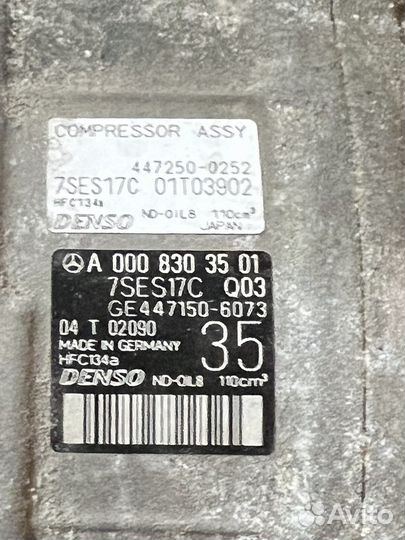 COMPRESSOR ASSY
447250-0252
7SES17C 01T03902
HFC134a
DENSO ND-OIL8 110cm³
JAPAN
A 000 830 35 01
7SES17C Q03
GE447150-6073
04 T 02090
MADE IN GERMANY
35
HFC134a
DENSO ND-OIL8 110cm³
Avito